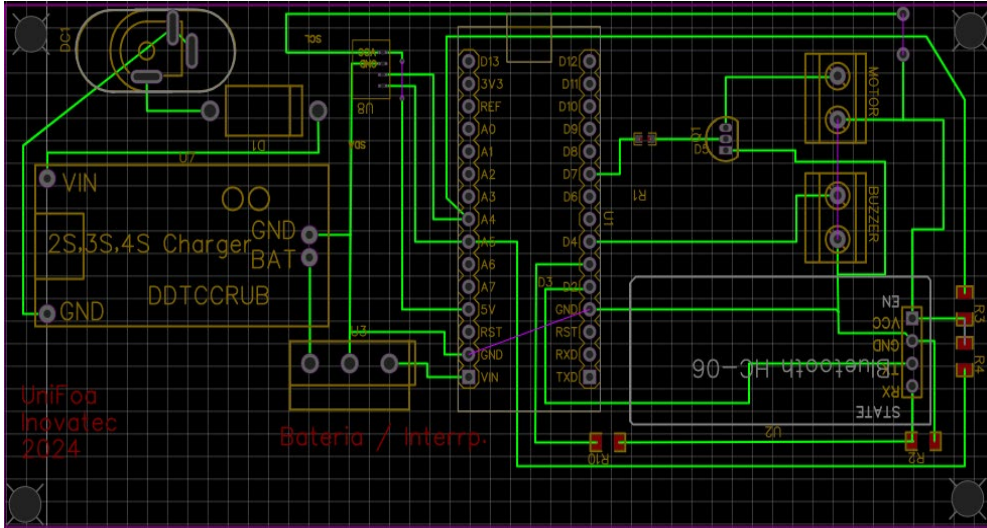 DC1
D1
SCL
VCC
GND
U8
SDA
U7
VIN
GND
BAT
2S,3S,4S Charger
DDTCCRUB
GND
D13
3V3
REF
A0
A1
A2
A3
A4
A5
A6
A7
5V
RST
GND
VIN
D12
D11
D10
D9
D8
D7
D6
D4
D3
D2
GND
RST
RXD
TXD
U1
R1
D5
MOTOR
BUZZER
EN
VCC
GND
TX
RX
STATE
Bluetooth HC-06
U2
R3
R4
R10
R2
UniFoa
Inovatec
2024
Bateria / Interrp.